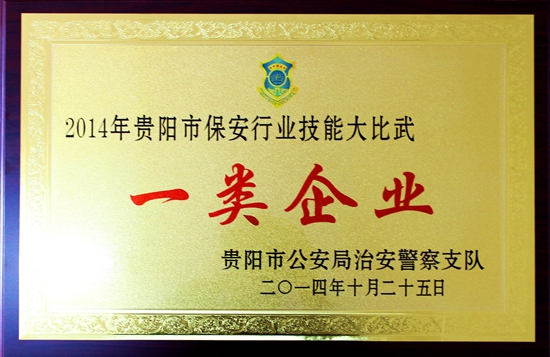 2014年贵阳市保安行业技能大比武
一类企业
贵阳市公安局治安警察支队
二〇一四年十月二十五日